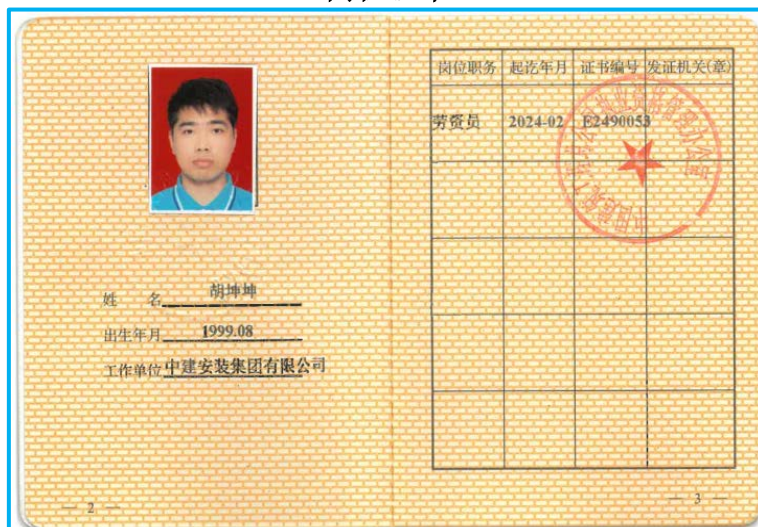 姓 名 胡坤坤
出生年月 1999.08
工作单位 中建安装集团有限公司
— 2 —
岗位职务 起讫年月 证书编号 发证机关(章)
劳资员 2024-02 E2490053
— 3 —